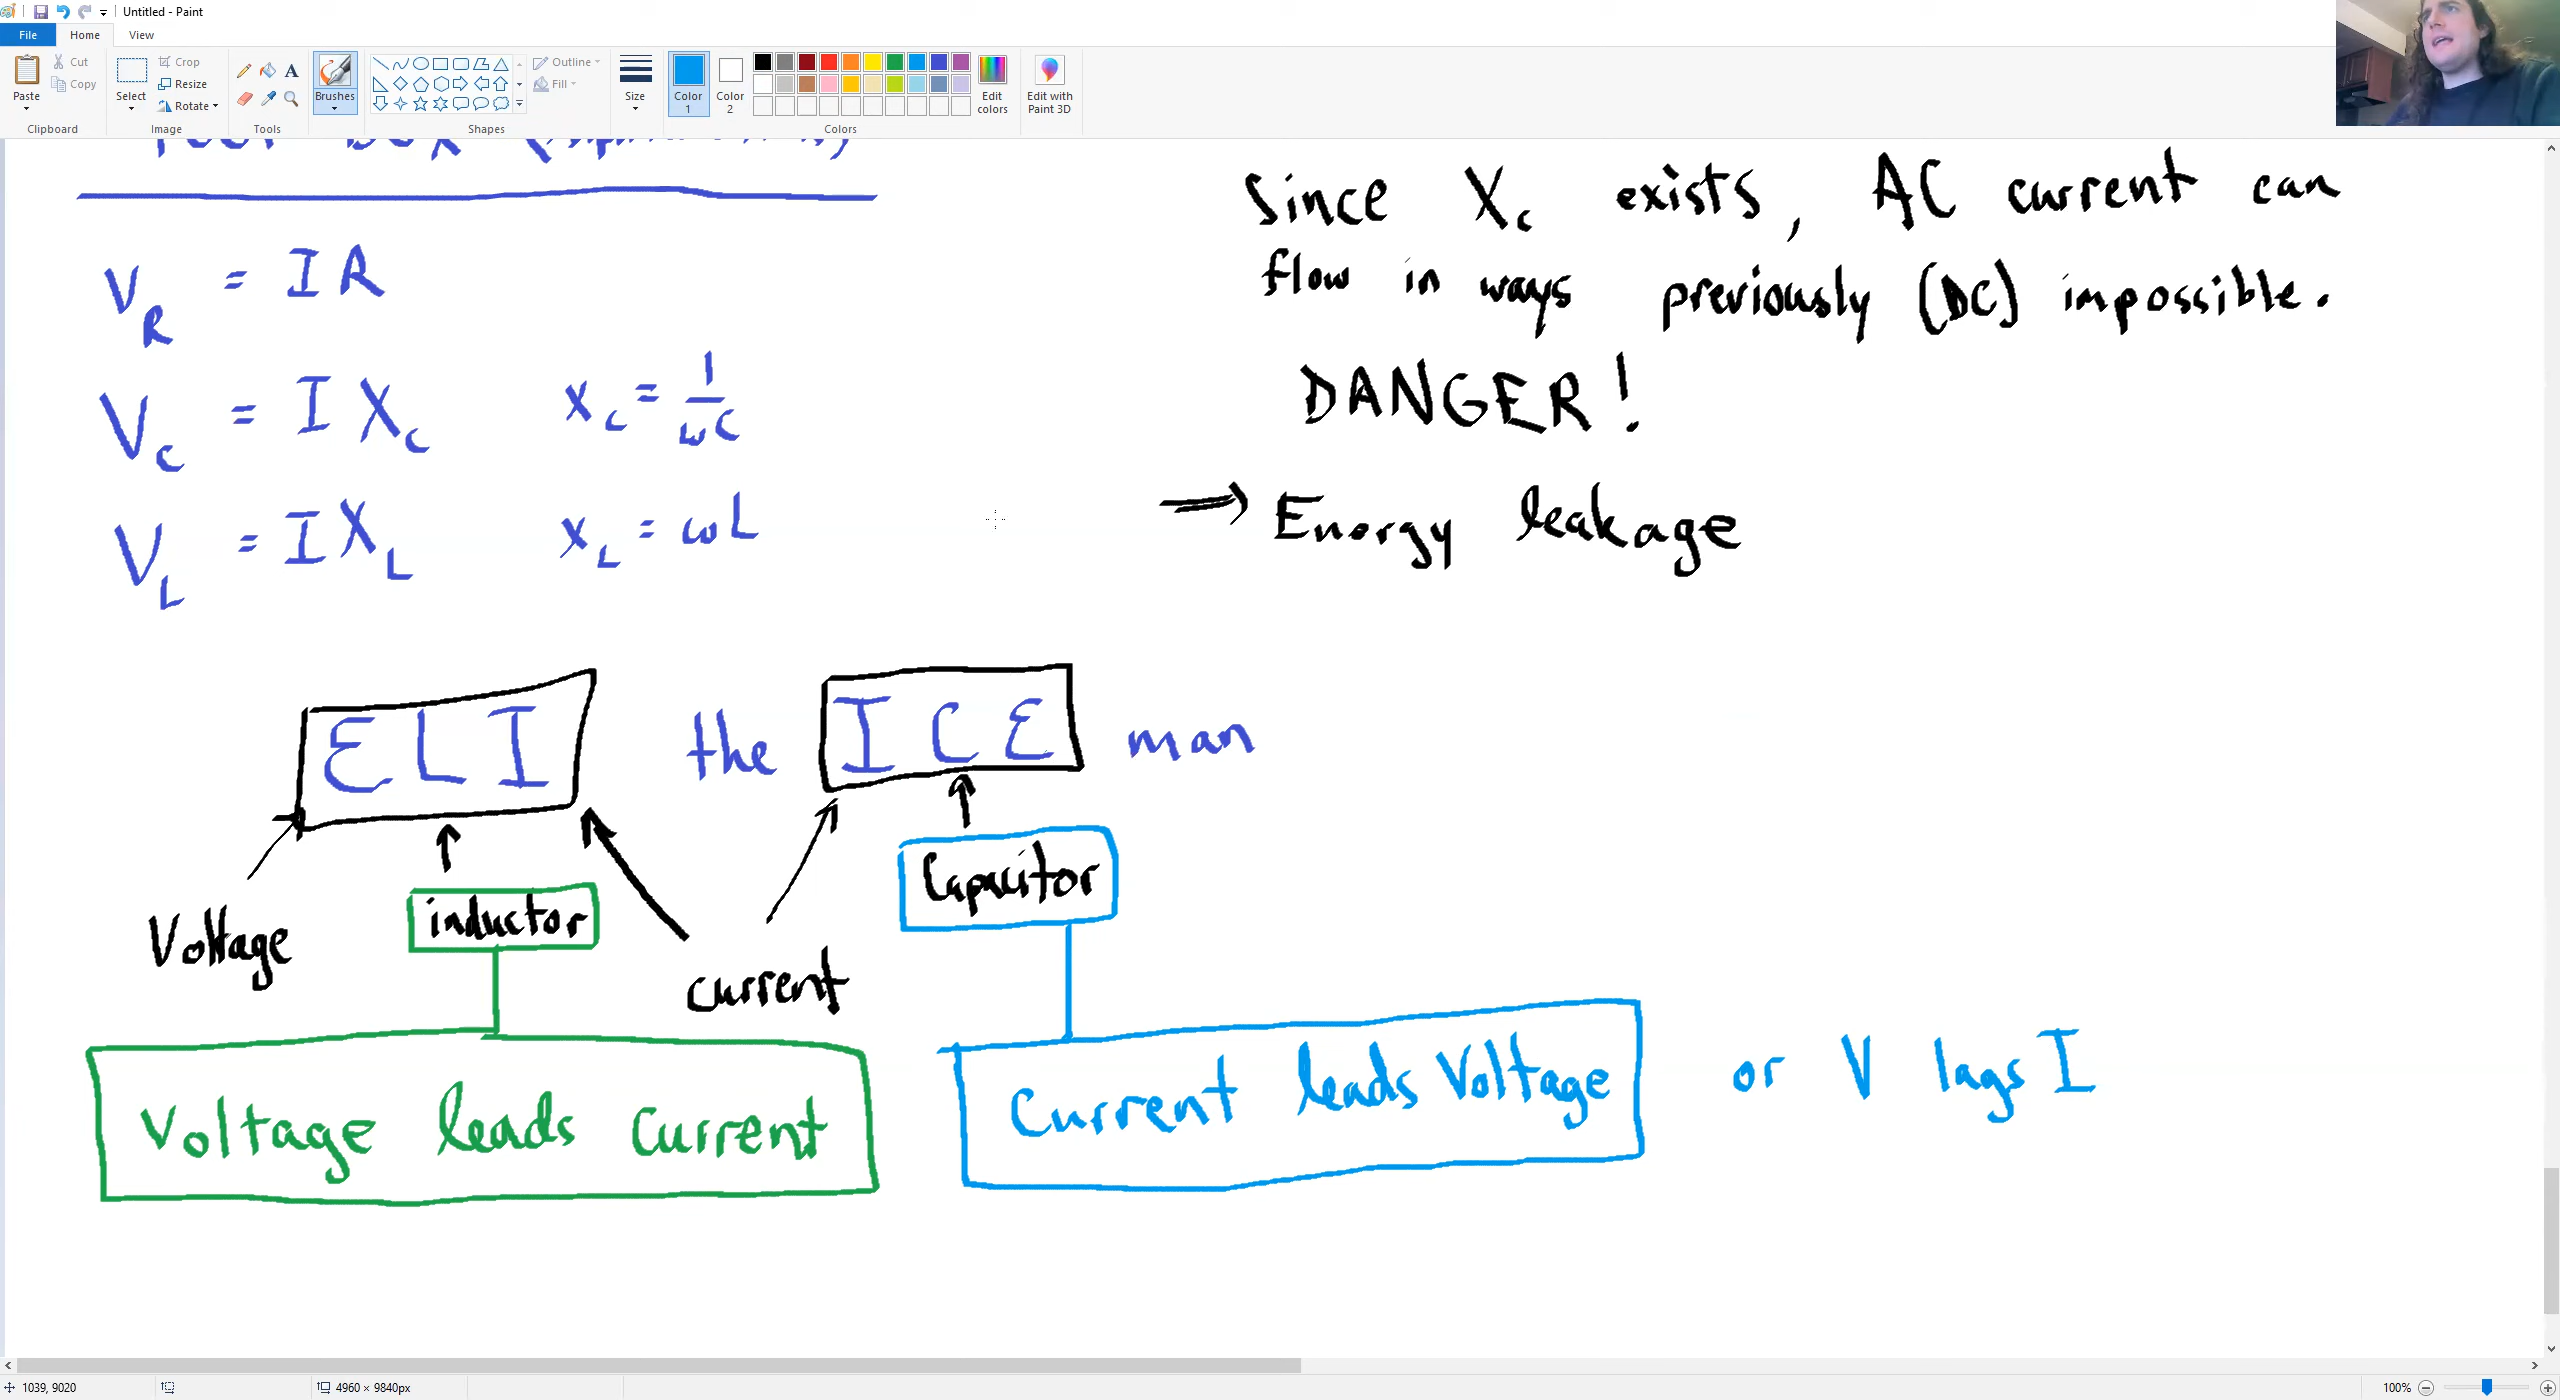 Untitled - Paint
File Home View
Paste
Cut
Copy
Clipboard
Select
Crop
Resize
Rotate
Image
Tools
Brushes
Shapes
Outline
Fill
Size
Color 1
Color 2
Edit colors
Colors
Edit with Paint 3D
V_R = IR
V_C = I X_C    X_C = 1/ωC
V_L = I X_L    X_L = ωL
Since X_C exists, AC current can
flow in ways previously (DC) impossible.
DANGER!
⇒ Energy leakage
ELI the ICE man
Voltage
inductor
current
Capacitor
Voltage leads current
Current leads Voltage or V lags I
1039, 9020
4960 × 9840px
100%